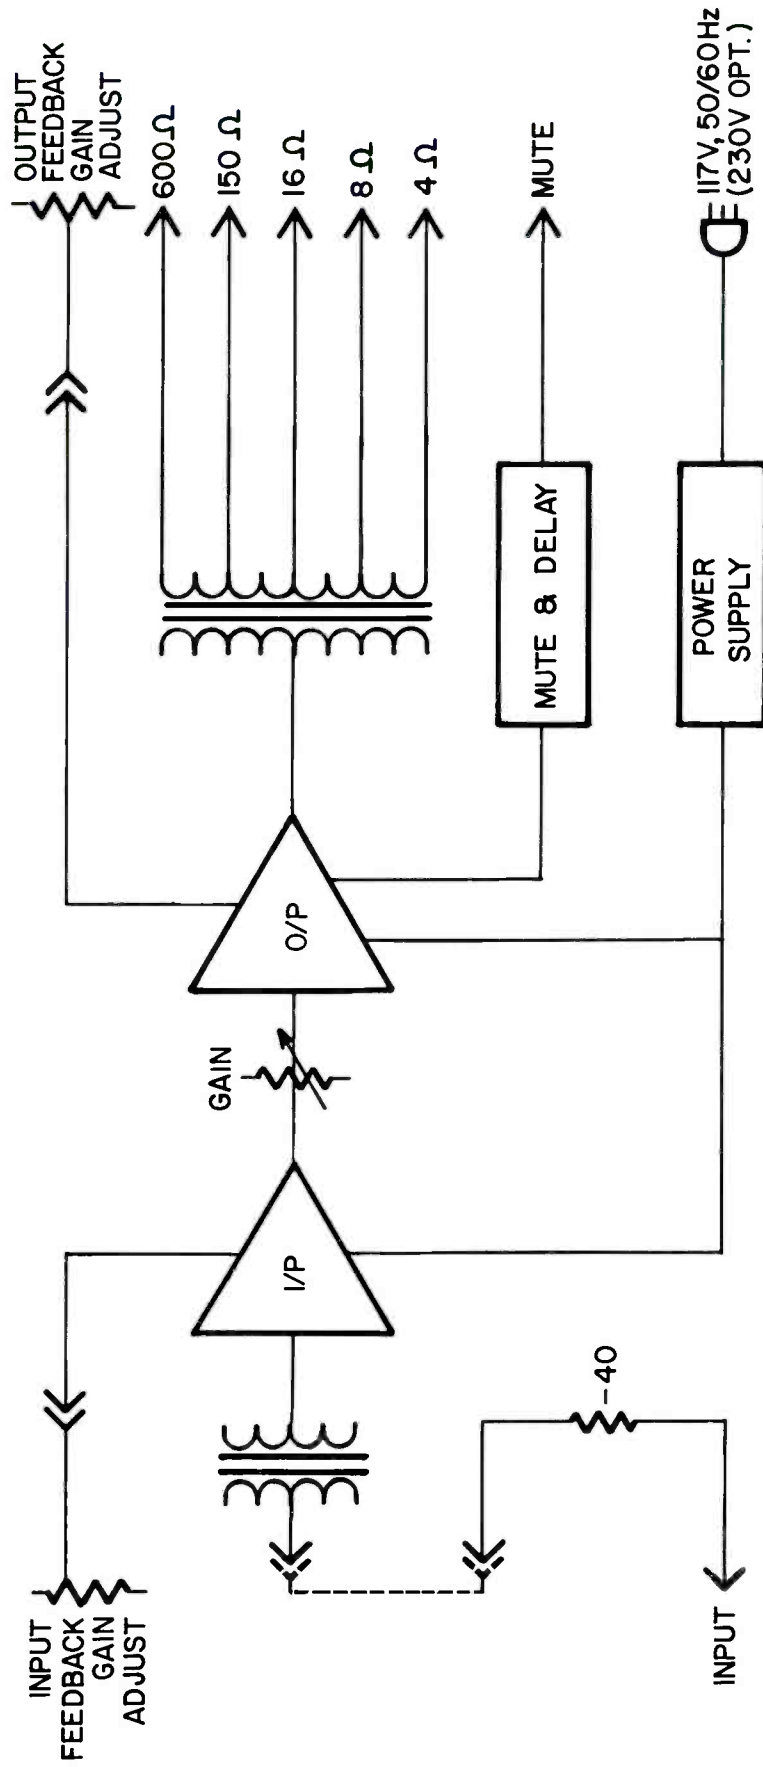 INPUT
FEEDBACK
GAIN
ADJUST
OUTPUT
FEEDBACK
GAIN
ADJUST
GAIN
I/P
O/P
600Ω
150 Ω
16 Ω
8 Ω
4 Ω
-40
MUTE & DELAY
MUTE
INPUT
POWER
SUPPLY
117V, 50/60Hz
(230V OPT.)